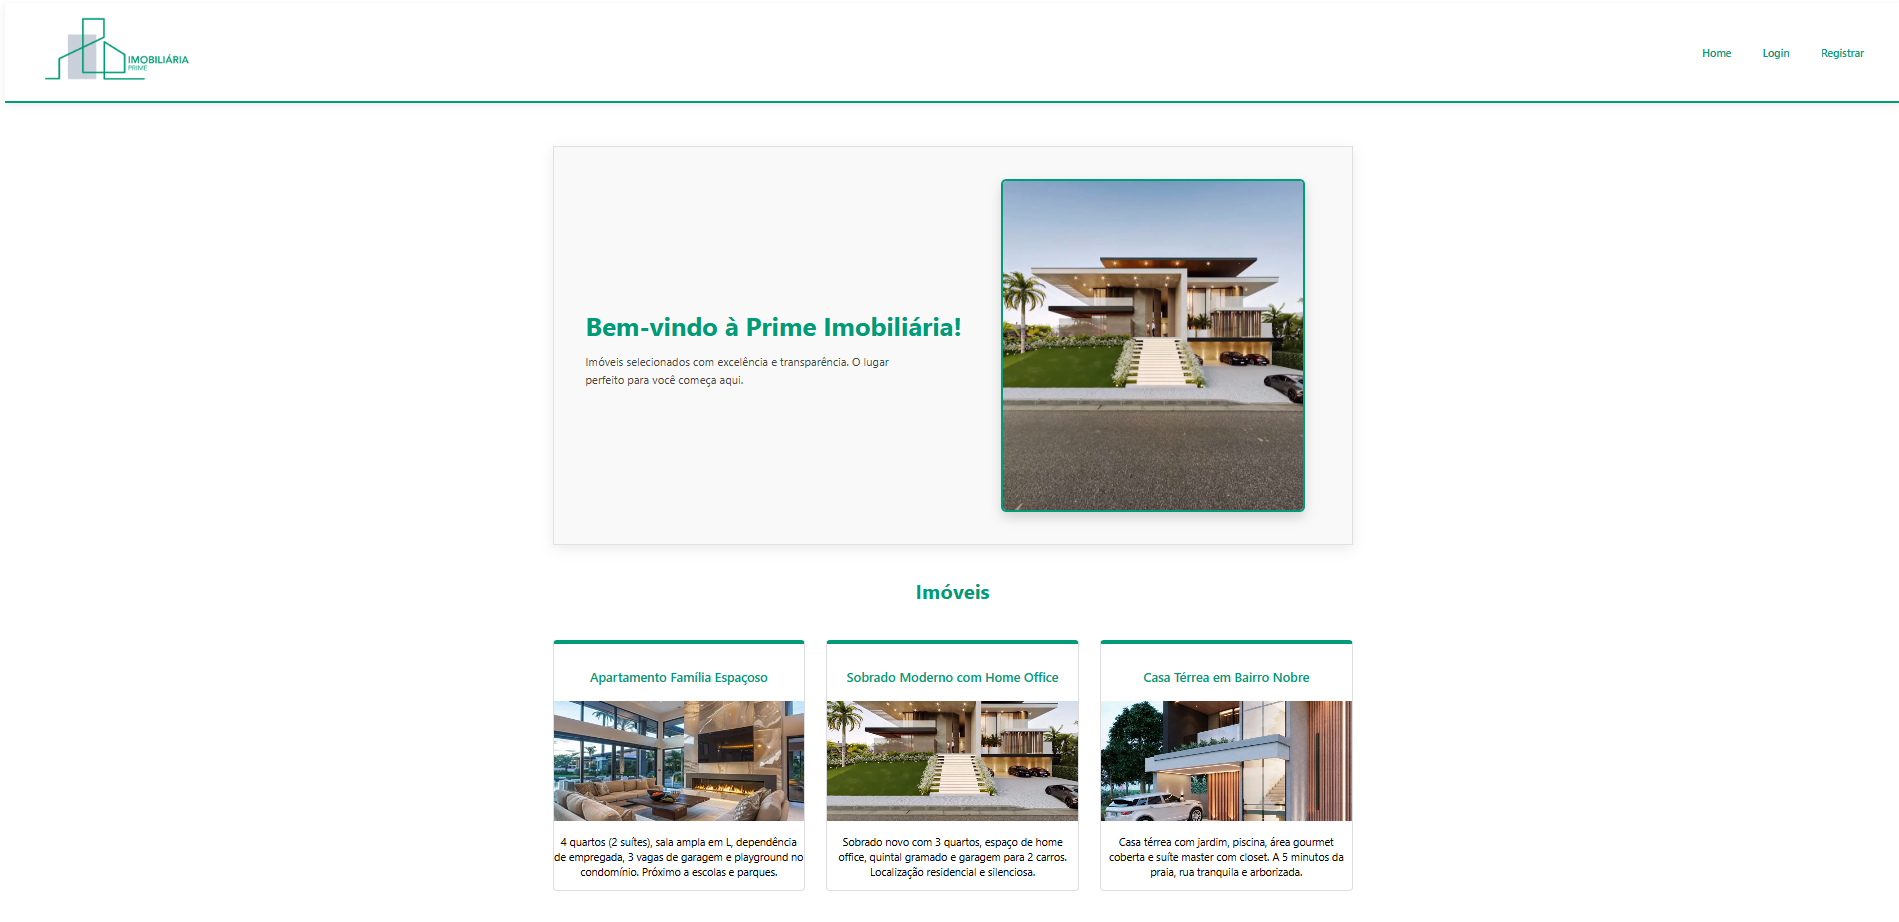 IMOBILIÁRIA
PRIME
Home
Login
Registrar
Bem-vindo à Prime Imobiliária!
Imóveis selecionados com excelência e transparência. O lugar
perfeito para você começa aqui.
Imóveis
Apartamento Família Espaçoso
4 quartos (2 suítes), sala ampla em L, dependência
de empregada, 3 vagas de garagem e playground no
condomínio. Próximo a escolas e parques.
Sobrado Moderno com Home Office
Sobrado novo com 3 quartos, espaço de home
office, quintal gramado e garagem para 2 carros.
Localização residencial e silenciosa.
Casa Térrea em Bairro Nobre
Casa térrea com jardim, piscina, área gourmet
coberta e suíte master com closet. A 5 minutos da
praia, rua tranquila e arborizada.